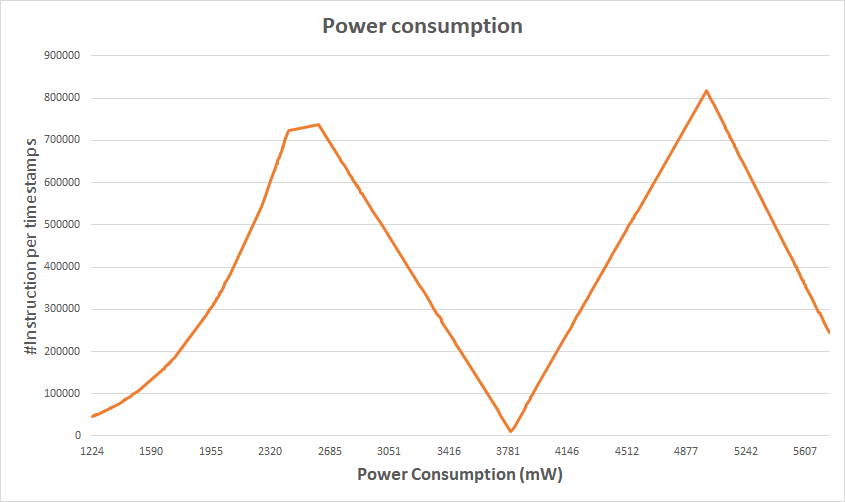 Power consumption
900000
800000
700000
600000
500000
400000
300000
200000
100000
0
#Instruction per timestamps
1224 1590 1955 2320 2685 3051 3416 3781 4146 4512 4877 5242 5607
Power Consumption (mW)